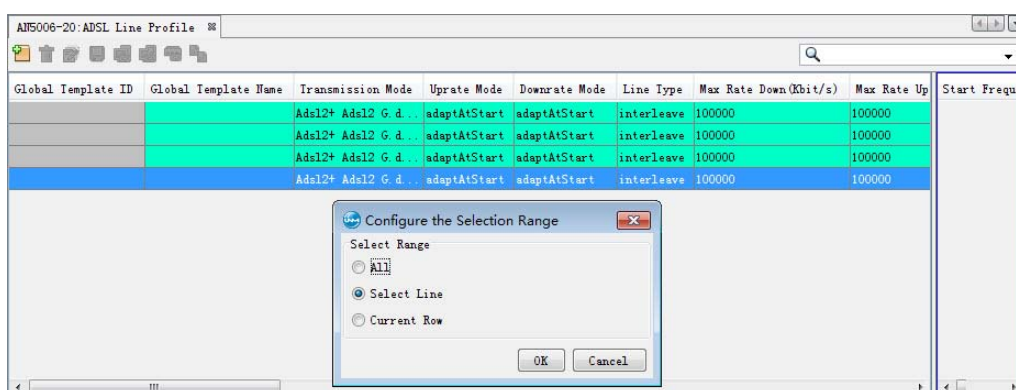 AN5006-20:ADSL Line Profile
Global Template ID Global Template Name Transmission Mode Uprate Mode Downrate Mode Line Type Max Rate Down(Kbit/s) Max Rate Up Start Frequ
Adsl2+ Adsl2 G.d... adaptAtStart adaptAtStart interleave 100000 100000
Adsl2+ Adsl2 G.d... adaptAtStart adaptAtStart interleave 100000 100000
Adsl2+ Adsl2 G.d... adaptAtStart adaptAtStart interleave 100000 100000
Adsl2+ Adsl2 G.d... adaptAtStart adaptAtStart interleave 100000 100000
Configure the Selection Range
Select Range
All
Select Line
Current Row
OK Cancel